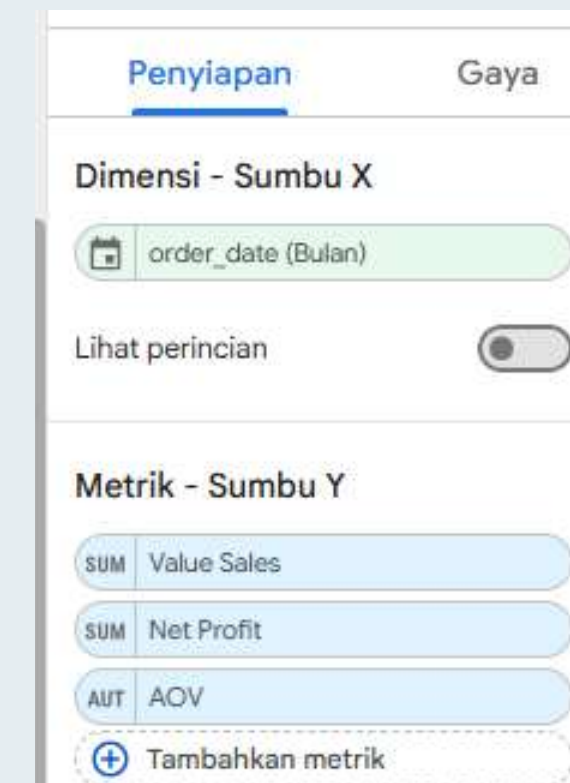 Penyiapan Gaya
Dimensi - Sumbu X
order_date (Bulan)
Lihat perincian
Metrik - Sumbu Y
SUM Value Sales
SUM Net Profit
AUT AOV
Tambahkan metrik